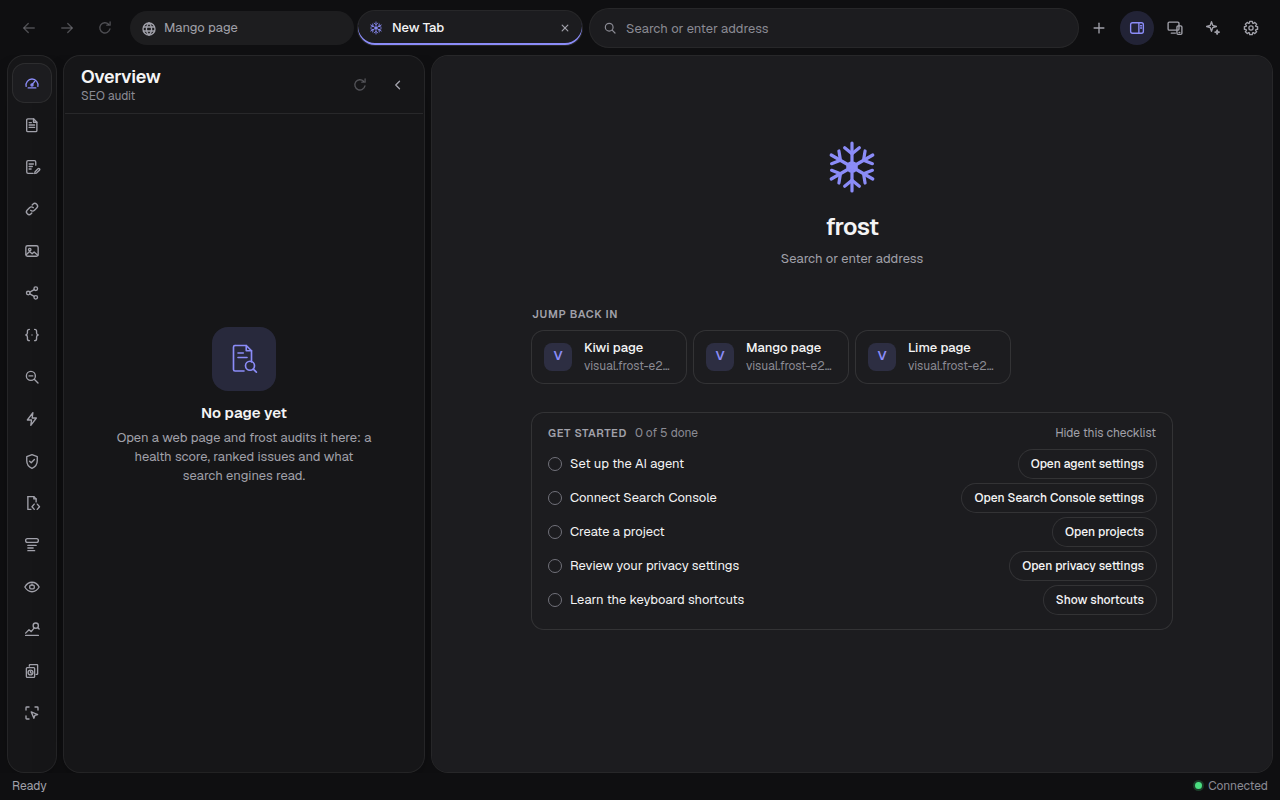 Mango page
New Tab
Search or enter address
Overview
SEO audit
No page yet
Open a web page and frost audits it here: a
health score, ranked issues and what
search engines read.
frost
Search or enter address
JUMP BACK IN
V
Kiwi page
visual.frost-e2…
V
Mango page
visual.frost-e2…
V
Lime page
visual.frost-e2…
GET STARTED 0 of 5 done
Hide this checklist
Set up the AI agent
Open agent settings
Connect Search Console
Open Search Console settings
Create a project
Open projects
Review your privacy settings
Open privacy settings
Learn the keyboard shortcuts
Show shortcuts
Ready
Connected